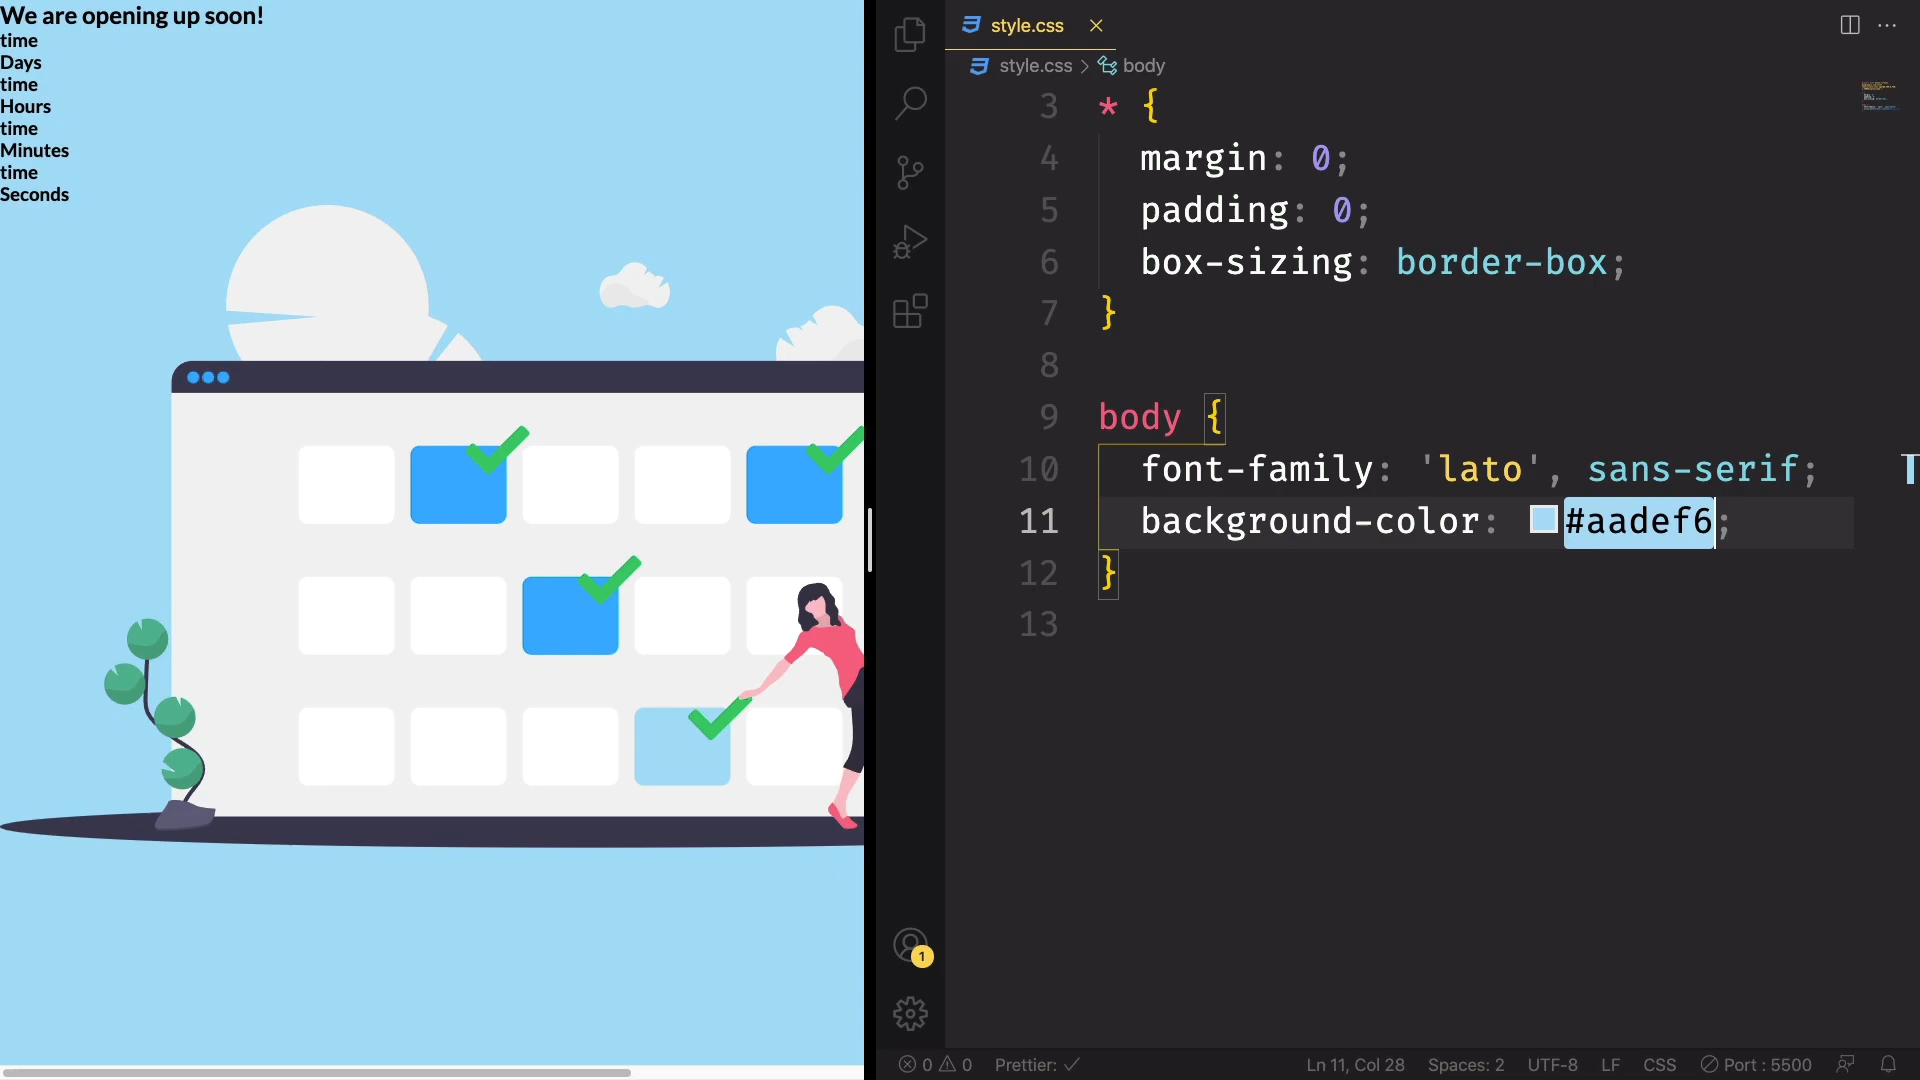 We are opening up soon!
time
Days
time
Hours
time
Minutes
time
Seconds
style.css
style.css > body
3 * {
4 margin: 0;
5 padding: 0;
6 box-sizing: border-box;
7 }
8
9 body {
10 font-family: 'lato', sans-serif;
11 background-color: #aadef6;
12 }
13
1
0 0 Prettier: ✓ Ln 11, Col 28 Spaces: 2 UTF-8 LF CSS Port : 5500